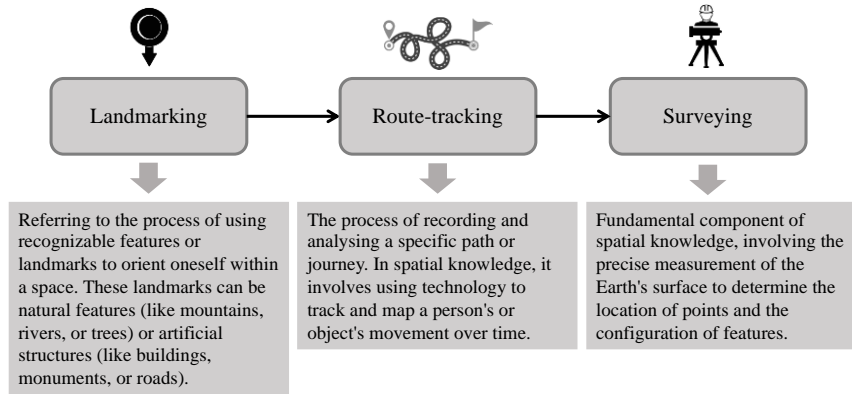 Landmarking
Route-tracking
Surveying
Referring to the process of using
recognizable features or
landmarks to orient oneself within
a space. These landmarks can be
natural features (like mountains,
rivers, or trees) or artificial
structures (like buildings,
monuments, or roads).
The process of recording and
analysing a specific path or
journey. In spatial knowledge, it
involves using technology to
track and map a person's or
object's movement over time.
Fundamental component of
spatial knowledge, involving the
precise measurement of the
Earth's surface to determine the
location of points and the
configuration of features.